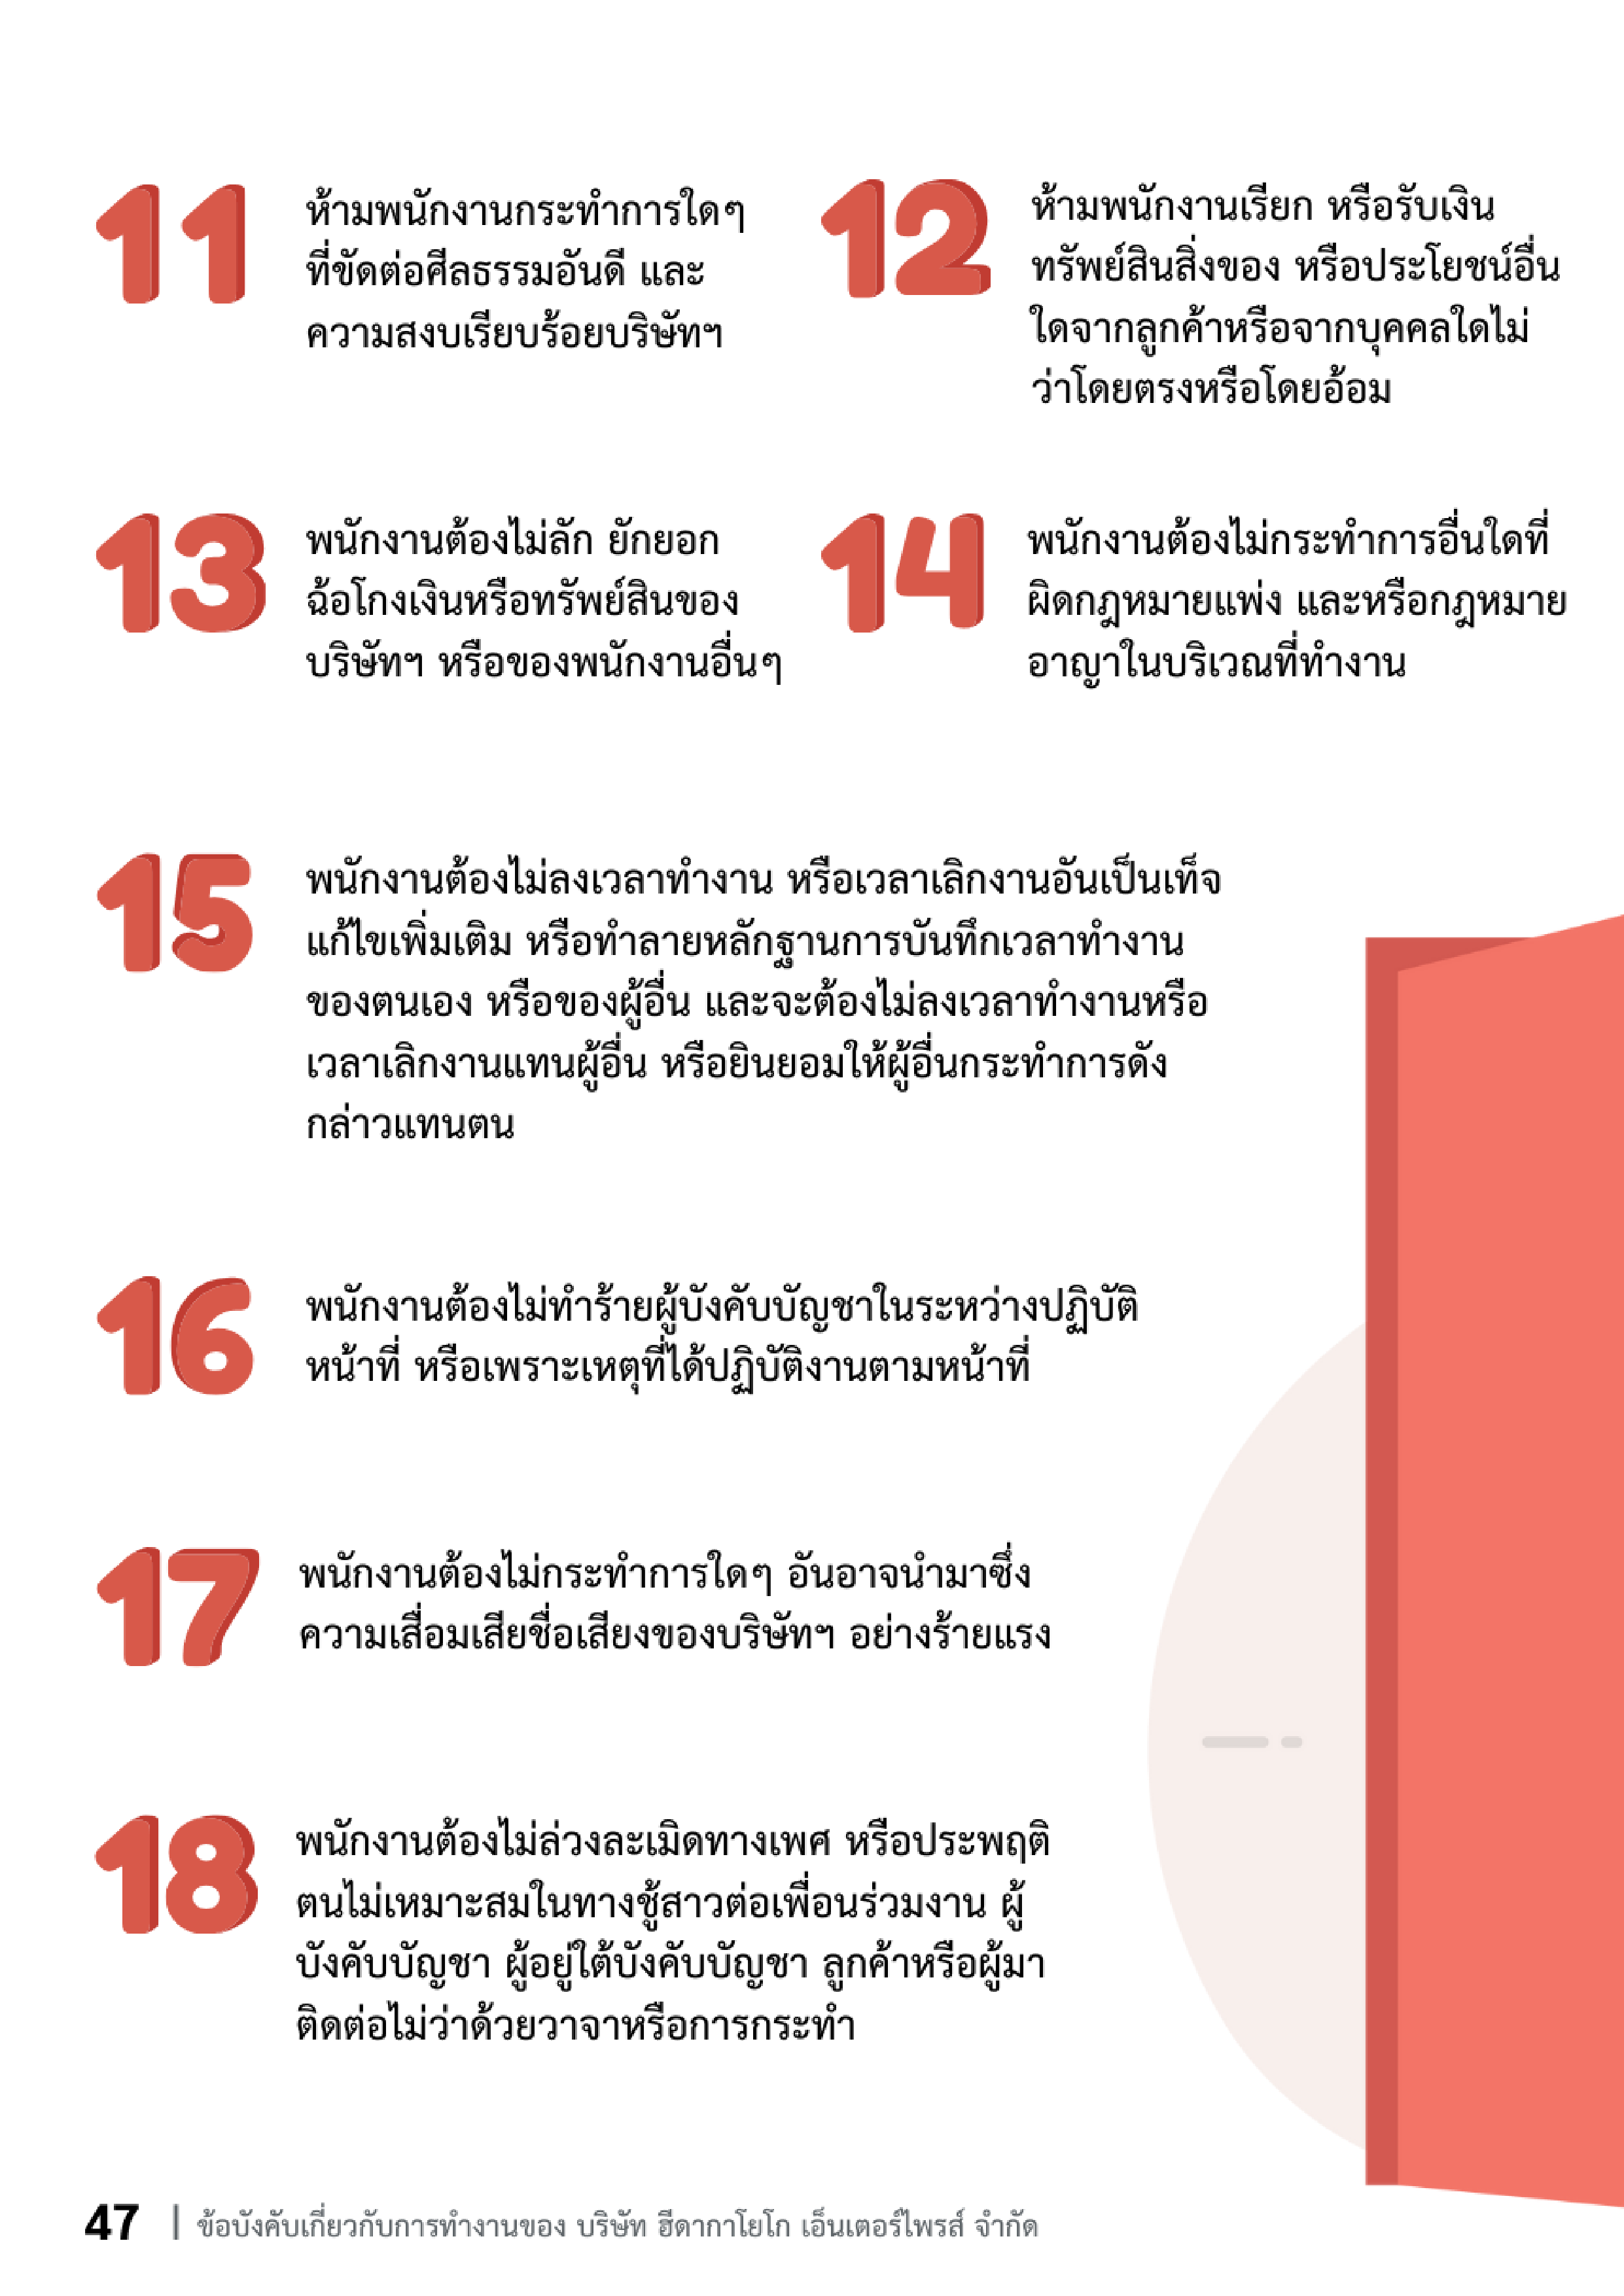 11
ห้ามพนักงานกระทำการใดๆ
ที่ขัดต่อศีลธรรมอันดี และ
ความสงบเรียบร้อยบริษัทฯ
12
ห้ามพนักงานเรียก หรือรับเงิน
ทรัพย์สินสิ่งของ หรือประโยชน์อื่น
ใดจากลูกค้าหรือจากบุคคลใดไม่
ว่าโดยตรงหรือโดยอ้อม
13
พนักงานต้องไม่ลัก ยักยอก
ฉ้อโกงเงินหรือทรัพย์สินของ
บริษัทฯ หรือของพนักงานอื่นๆ
14
พนักงานต้องไม่กระทำการอื่นใดที่
ผิดกฎหมายแพ่ง และหรือกฎหมาย
อาญาในบริเวณที่ทำงาน
15
พนักงานต้องไม่ลงเวลาทำงาน หรือเวลาเลิกงานอันเป็นเท็จ
แก้ไขเพิ่มเติม หรือทำลายหลักฐานการบันทึกเวลาทำงาน
ของตนเอง หรือของผู้อื่น และจะต้องไม่ลงเวลาทำงานหรือ
เวลาเลิกงานแทนผู้อื่น หรือยินยอมให้ผู้อื่นกระทำการดัง
กล่าวแทนตน
16
พนักงานต้องไม่ทำร้ายผู้บังคับบัญชาในระหว่างปฏิบัติ
หน้าที่ หรือเพราะเหตุที่ได้ปฏิบัติงานตามหน้าที่
17
พนักงานต้องไม่กระทำการใดๆ อันอาจนำมาซึ่ง
ความเสื่อมเสียชื่อเสียงของบริษัทฯ อย่างร้ายแรง
18
พนักงานต้องไม่ล่วงละเมิดทางเพศ หรือประพฤติ
ตนไม่เหมาะสมในทางชู้สาวต่อเพื่อนร่วมงาน ผู้
บังคับบัญชา ผู้อยู่ใต้บังคับบัญชา ลูกค้าหรือผู้มา
ติดต่อไม่ว่าด้วยวาจาหรือการกระทำ
47 | ข้อบังคับเกี่ยวกับการทำงานของ บริษัท ฮีดากาโยโก เอ็นเตอร์ไพรส์ จำกัด